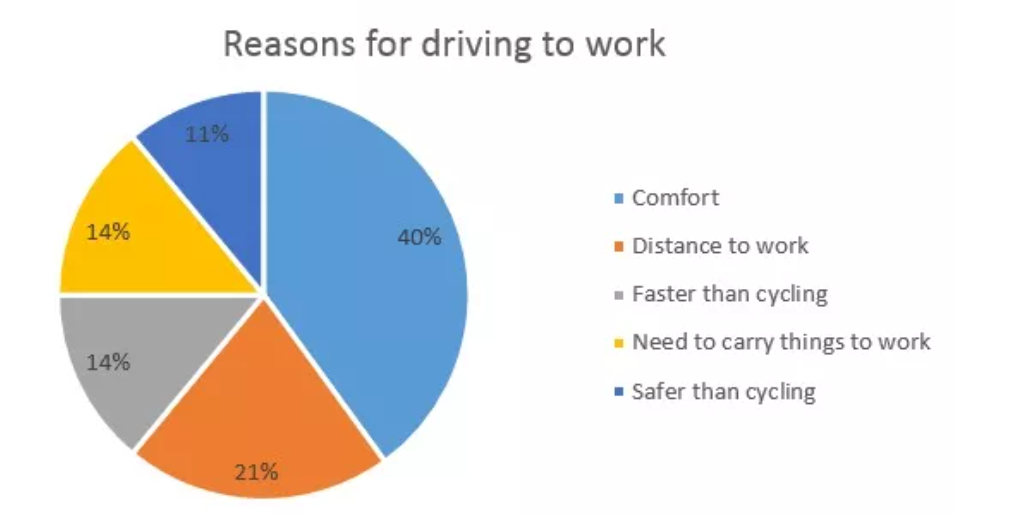 Reasons for driving to work
11%
40%
14%
14%
21%
Comfort
Distance to work
Faster than cycling
Need to carry things to work
Safer than cycling